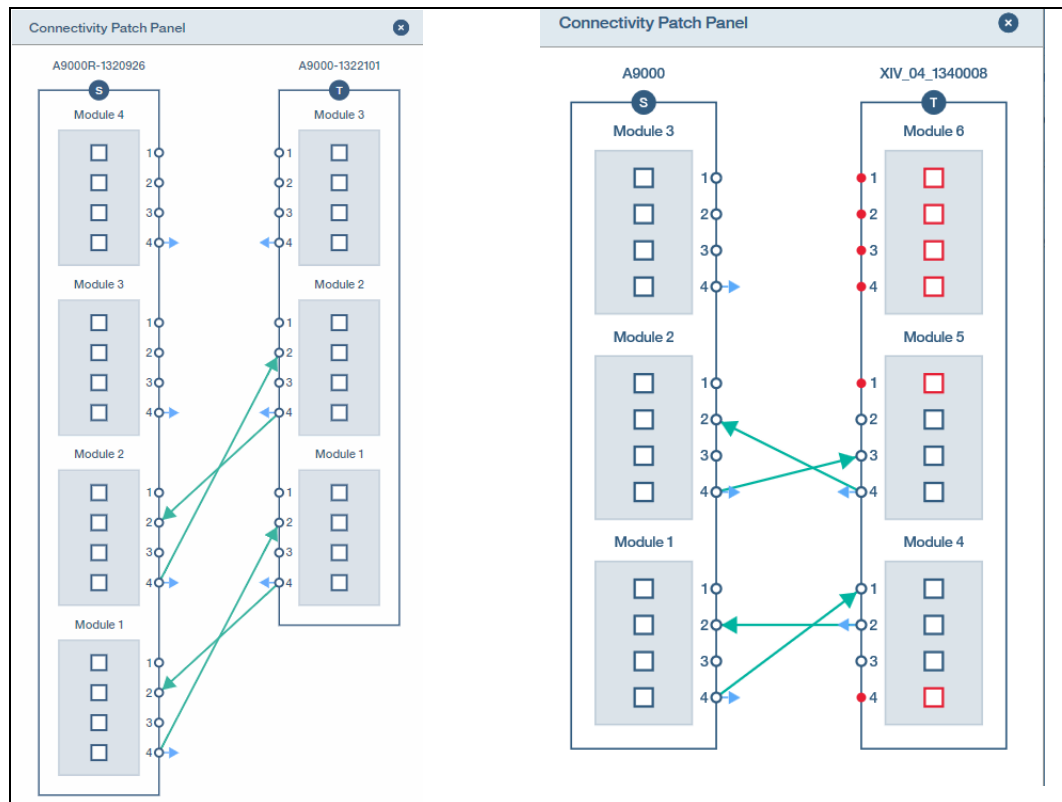 Connectivity Patch Panel
A9000R-1320926 A9000-1322101
S T
Module 4 Module 3
1 1
2 2
3 3
4 4
Module 3 Module 2
1 1
2 2
3 3
4 4
Module 2 Module 1
1 1
2 2
3 3
4 4
Module 1
1
2
3
4
Connectivity Patch Panel
A9000 XIV_04_1340008
S T
Module 3 Module 6
1 1
2 2
3 3
4 4
Module 2 Module 5
1 1
2 2
3 3
4 4
Module 1 Module 4
1 1
2 2
3 3
4 4